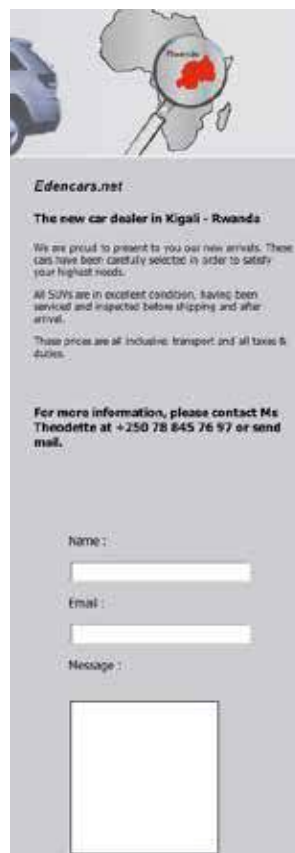 Rwanda
Edencars.net
The new car dealer in Kigali - Rwanda
We are proud to present to you our new arrivals. These
cars have been carefully selected in order to satisfy
your highest needs.
All SUVs are in excellent condition, having been
serviced and inspected before shipping and after
arrival.
These prices are all inclusive: transport and all taxes &
duties.
For more information, please contact Ms
Theodette at +250 78 845 76 97 or send
mail.
Name :
Email :
Message :